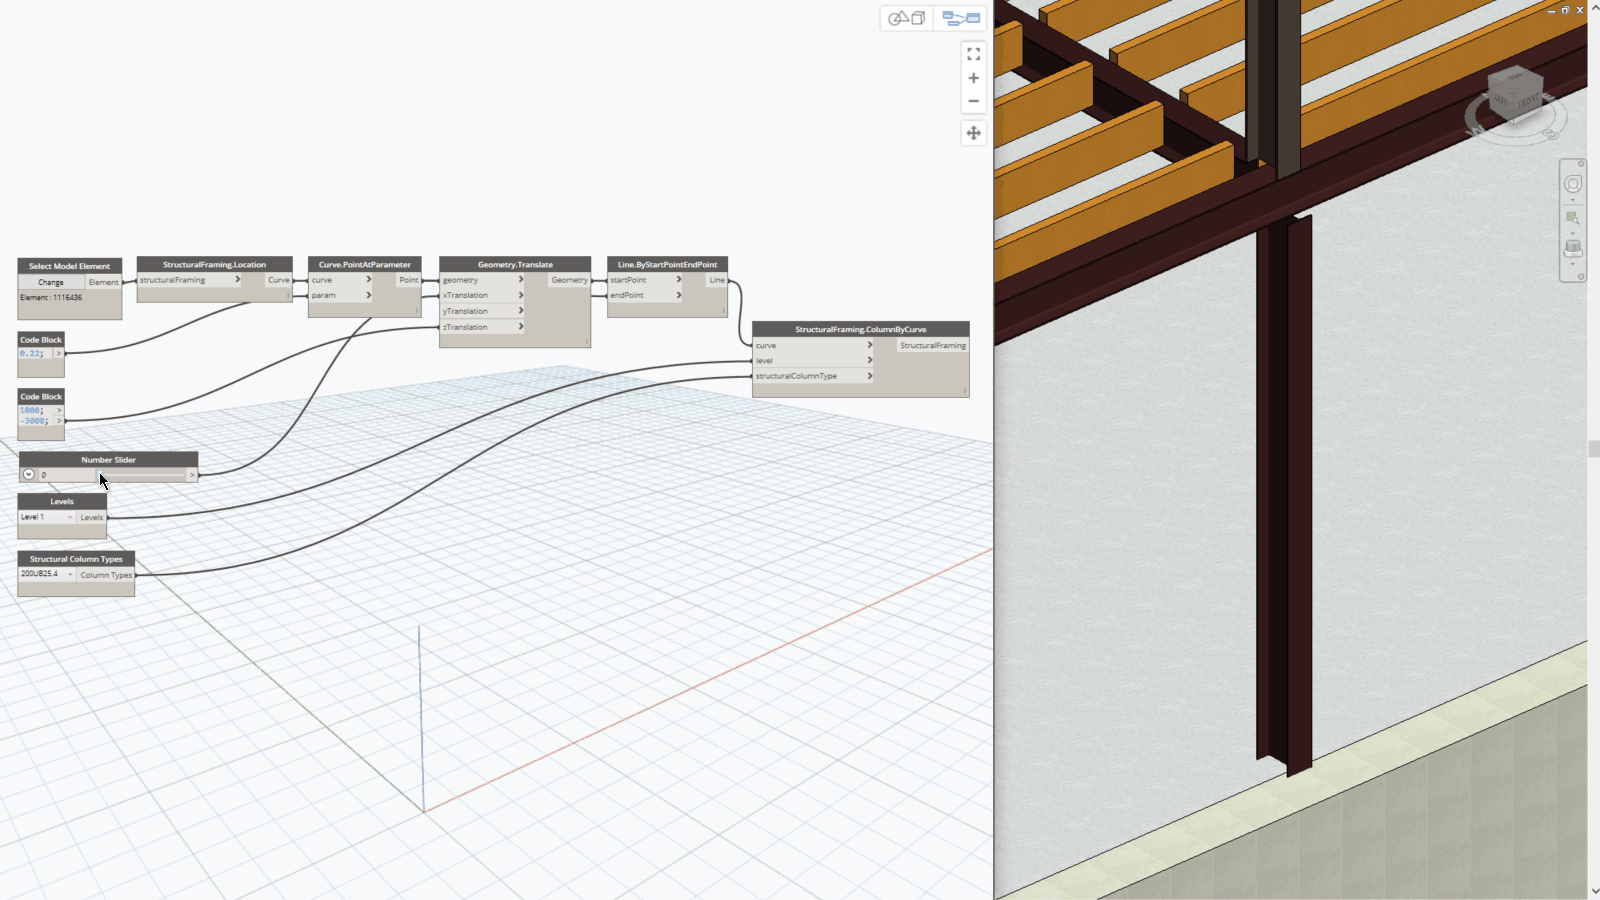 Select Model Element
Change
Element
Element : 1116436
StructuralFraming.Location
structuralFraming >
Curve
Curve.PointAtParameter
curve >
Point
param >
Geometry.Translate
geometry >
Geometry
xTranslation >
yTranslation >
zTranslation >
Line.ByStartPointEndPoint
startPoint >
Line
endPoint >
StructuralFraming.ColumnByCurve
curve >
StructuralFraming
level >
structuralColumnType >
Code Block
0.22; >
Code Block
1000; >
-3000; >
Number Slider
0 >
Levels
Level 1
Levels
Structural Column Types
200UB25.4
Column Types
FRONT
W